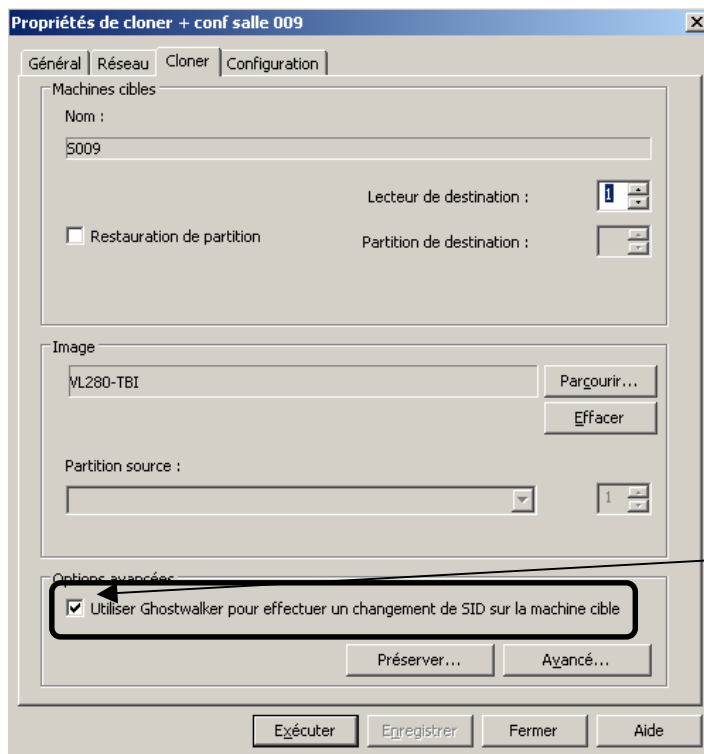 Propriétés de cloner + conf salle 009
Général Réseau Cloner Configuration
Machines cibles
Nom :
S009
Lecteur de destination : 1
Restauration de partition Partition de destination :
Image
VL280-TBI Parcourir...
Effacer
Partition source :
1
Options avancées
Utiliser Ghostwalker pour effectuer un changement de SID sur la machine cible
Préserver... Avancé...
Exécuter Enregistrer Fermer Aide